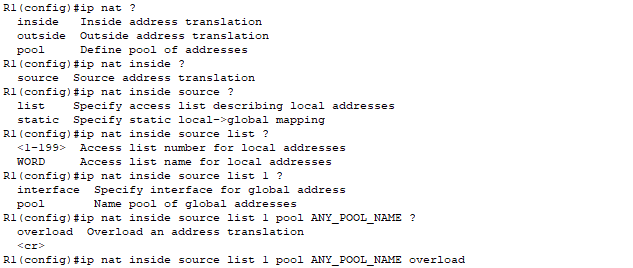 R1(config)#ip nat ?
  inside   Inside address translation
  outside  Outside address translation
  pool     Define pool of addresses
R1(config)#ip nat inside ?
  source  Source address translation
R1(config)#ip nat inside source ?
  list    Specify access list describing local addresses
  static  Specify static local->global mapping
R1(config)#ip nat inside source list ?
  <1-199>  Access list number for local addresses
  WORD     Access list name for local addresses
R1(config)#ip nat inside source list 1 ?
  interface  Specify interface for global address
  pool       Name pool of global addresses
R1(config)#ip nat inside source list 1 pool ANY_POOL_NAME ?
  overload  Overload an address translation
  <cr>
R1(config)#ip nat inside source list 1 pool ANY_POOL_NAME overload